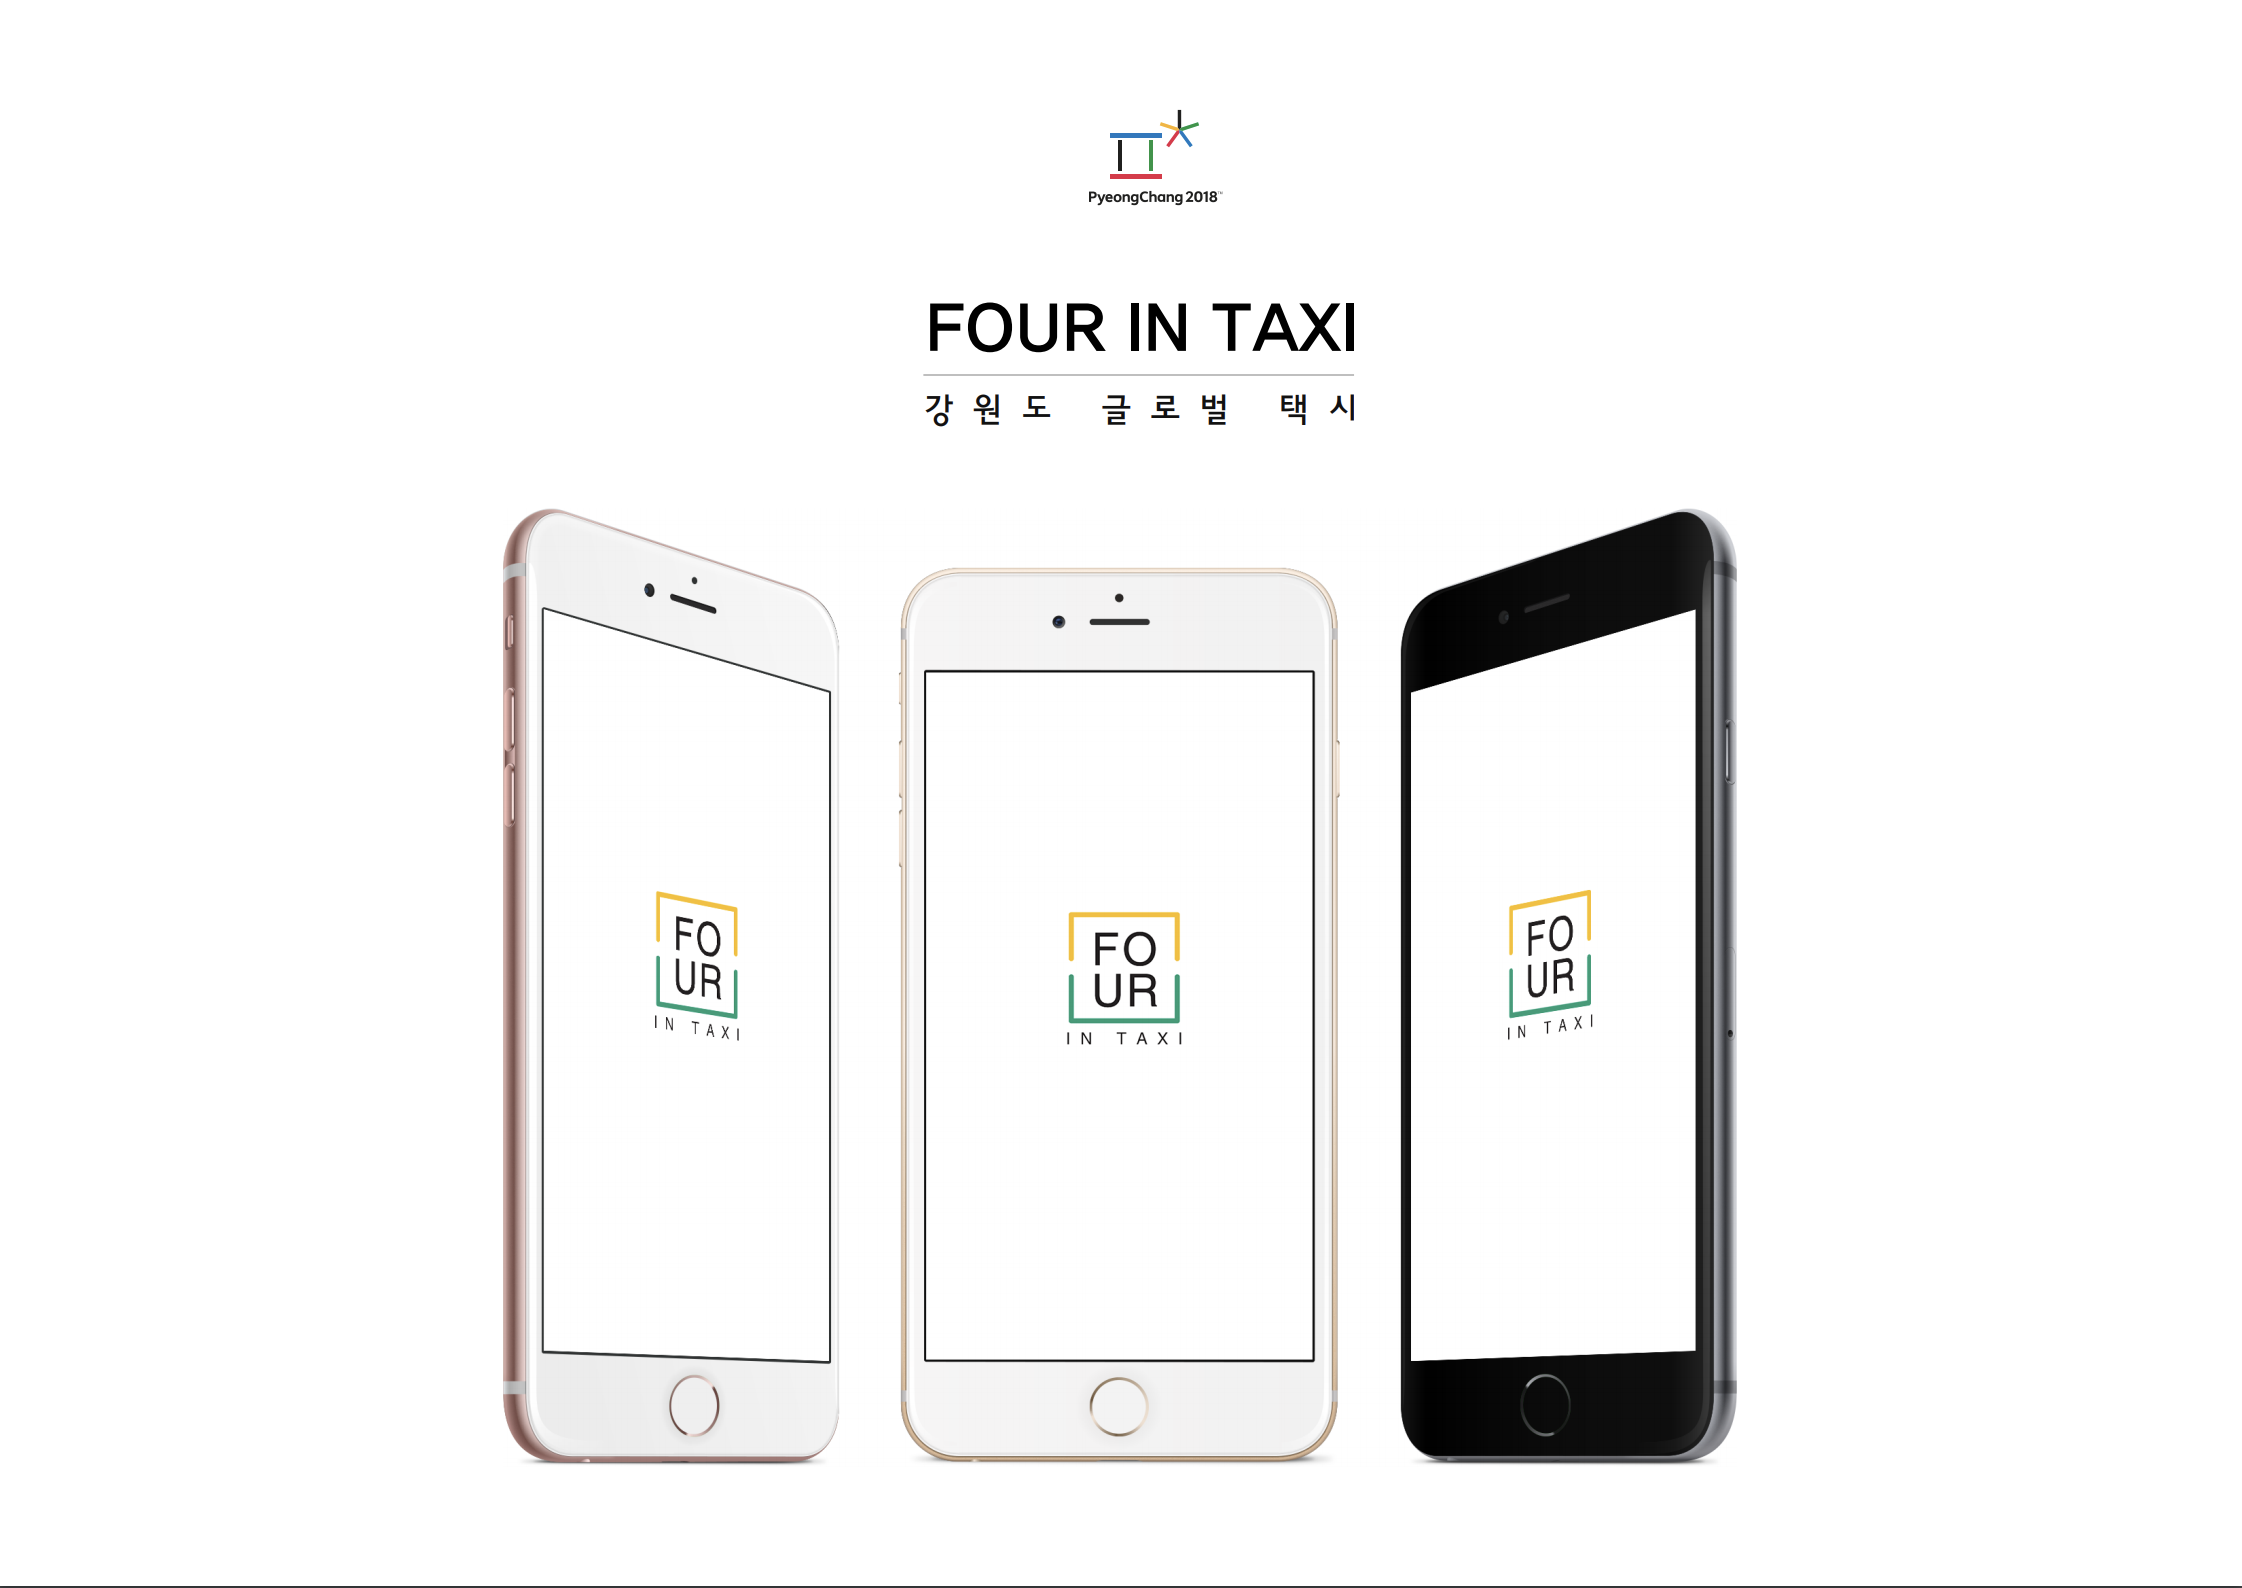 PyeongChang 2018™
FOUR IN TAXI
강원도 글로벌 택시
FO
UR
IN TAXI
FO
UR
IN TAXI
FO
UR
IN TAXI